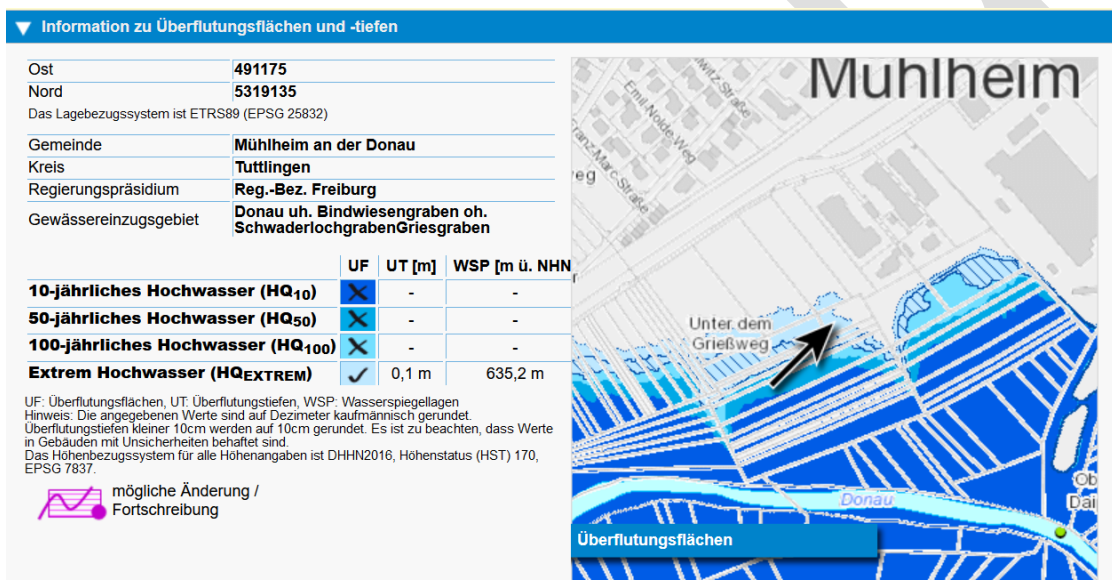 Information zu Überflutungsflächen und -tiefen
Ost 491175
Nord 5319135
Das Lagebezugssystem ist ETRS89 (EPSG 25832)
Gemeinde Mühlheim an der Donau
Kreis Tuttlingen
Regierungspräsidium Reg.-Bez. Freiburg
Gewässereinzugsgebiet Donau uh. Bindwiesengraben oh.
SchwaderlochgrabenGriesgraben
UF UT [m] WSP [m ü. NHN
10-jährliches Hochwasser (HQ10) - -
50-jährliches Hochwasser (HQ50) - -
100-jährliches Hochwasser (HQ100) - -
Extrem Hochwasser (HQEXTREM) 0,1 m 635,2 m
UF: Überflutungsflächen, UT: Überflutungstiefen, WSP: Wasserspiegellagen
Hinweis: Die angegebenen Werte sind auf Dezimeter kaufmännisch gerundet.
Überflutungstiefen kleiner 10cm werden auf 10cm gerundet. Es ist zu beachten, dass Werte
in Gebäuden mit Unsicherheiten behaftet sind.
Das Höhenbezugssystem für alle Höhenangaben ist DHHN2016, Höhenstatus (HST) 170,
EPSG 7837.
mögliche Änderung /
Fortschreibung
Muhlheim
Emil-Nolde-Weg
Franz-Marc-Straße
eg
Unter dem
Grießweg
Donau
Ob
Dai
Überflutungsflächen